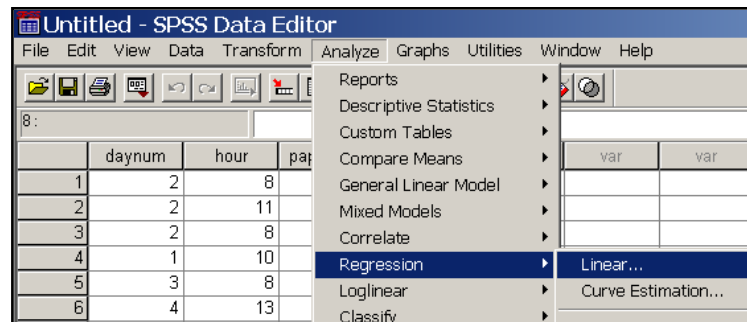 Untitled - SPSS Data Editor
File Edit View Data Transform Analyze Graphs Utilities Window Help
Reports
Descriptive Statistics
8:
Custom Tables
daynum hour Compare Means var var
1 2 8 General Linear Model
2 2 11 Mixed Models
3 2 8 Correlate
4 1 10 Regression Linear...
5 3 8 Loglinear Curve Estimation...
6 4 13 Classify